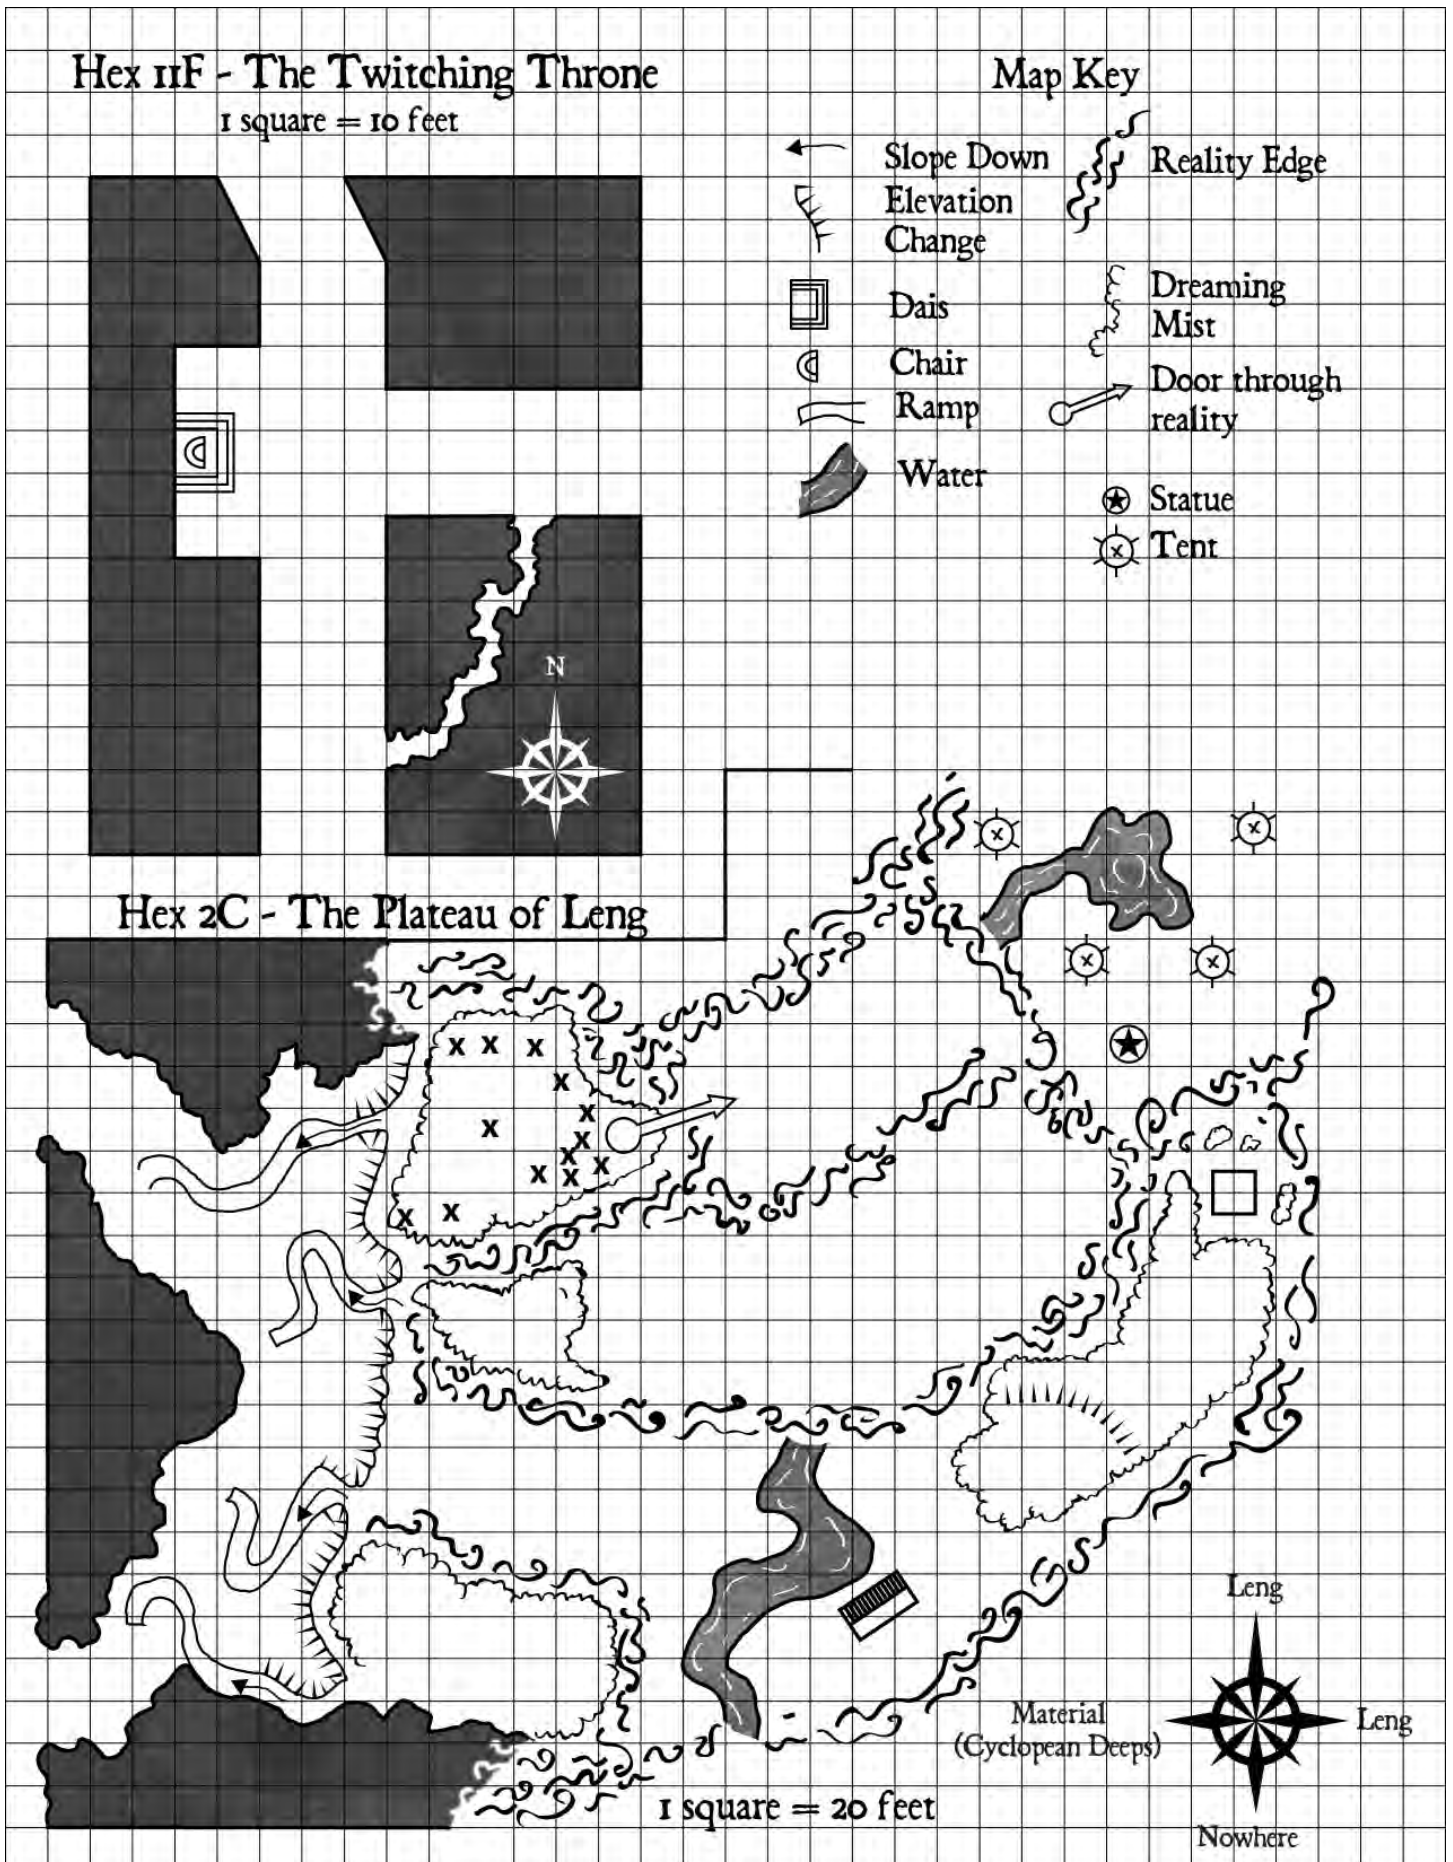 Hex 11F - The Twitching Throne
1 square = 10 feet
Map Key
Slope Down
Elevation
Change
Dais
Chair
Ramp
Water
Reality Edge
Dreaming
Mist
Door through
reality
Statue
Tent
N
Hex 2C - The Plateau of Leng
x x x
x
x
x x
x
x x x
x
x x
Leng
Material
(Cyclopean Deeps)
Leng
Nowhere
1 square = 20 feet